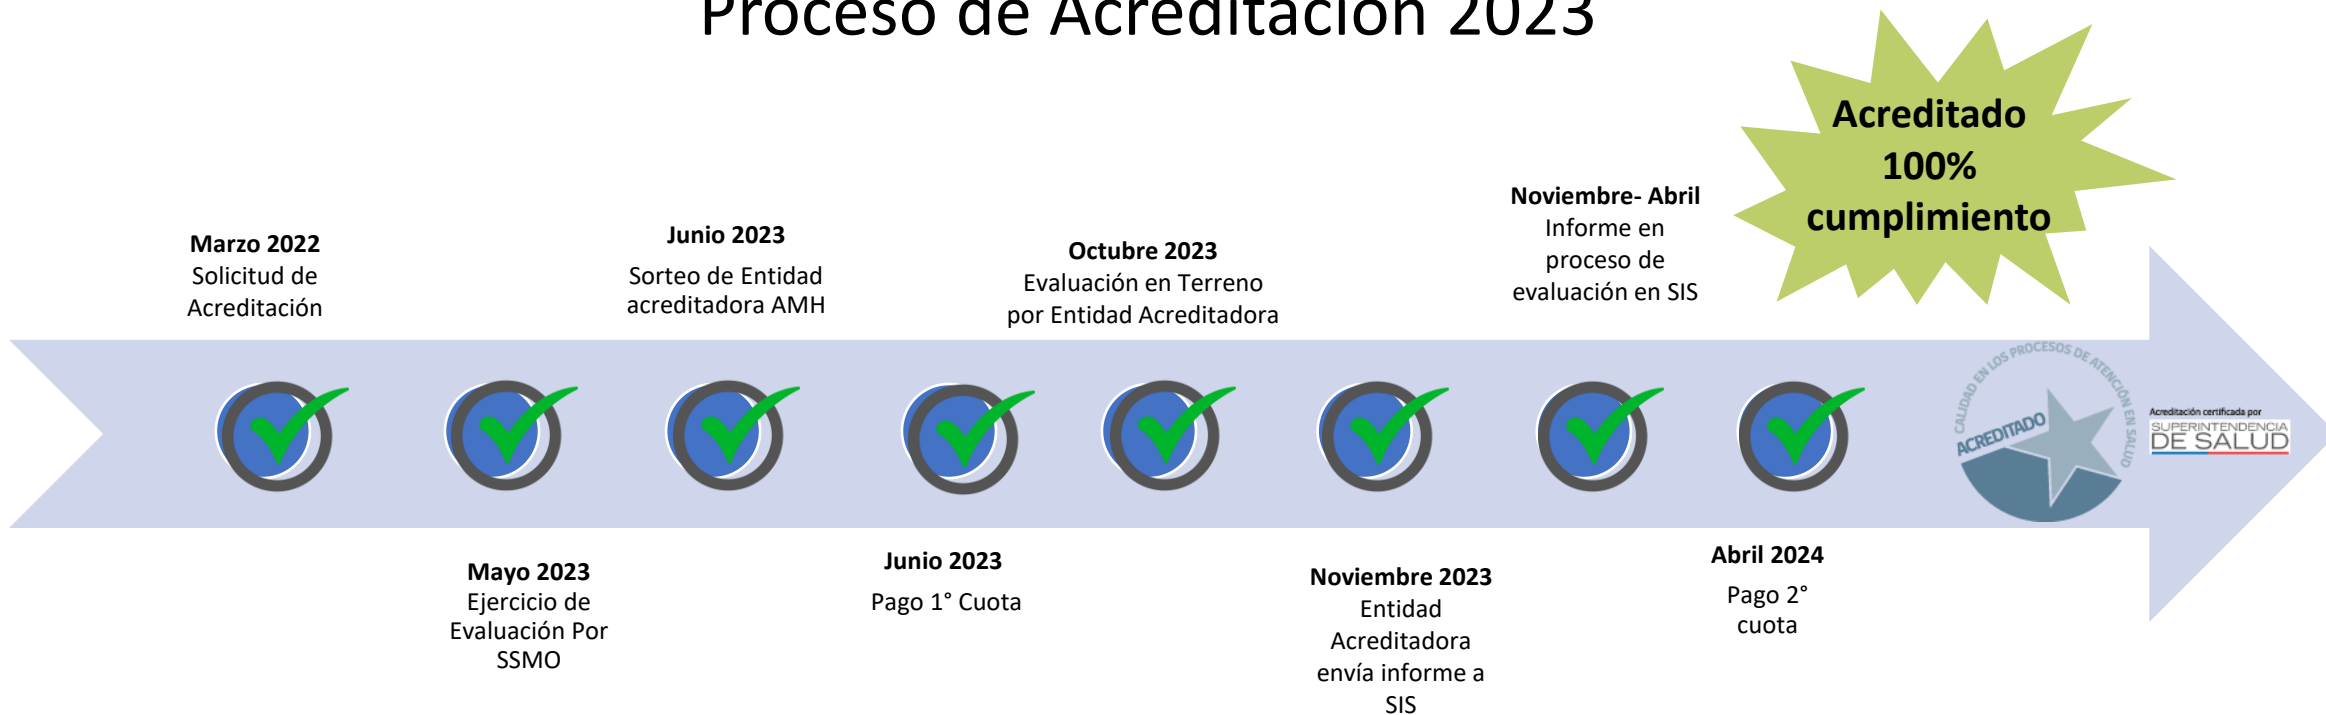 Proceso de Acreditación 2023
Acreditado
100%
cumplimiento
Marzo 2022
Solicitud de
Acreditación
Mayo 2023
Ejercicio de
Evaluación Por
SSMO
Junio 2023
Sorteo de Entidad
acreditadora AMH
Junio 2023
Pago 1° Cuota
Octubre 2023
Evaluación en Terreno
por Entidad Acreditadora
Noviembre 2023
Entidad
Acreditadora
envía informe a
SIS
Noviembre- Abril
Informe en
proceso de
evaluación en SIS
Abril 2024
Pago 2°
cuota
CALIDAD EN LOS PROCESOS DE ATENCIÓN EN SALUD
ACREDITADO
Acreditación certificada por
SUPERINTENDENCIA
DE SALUD